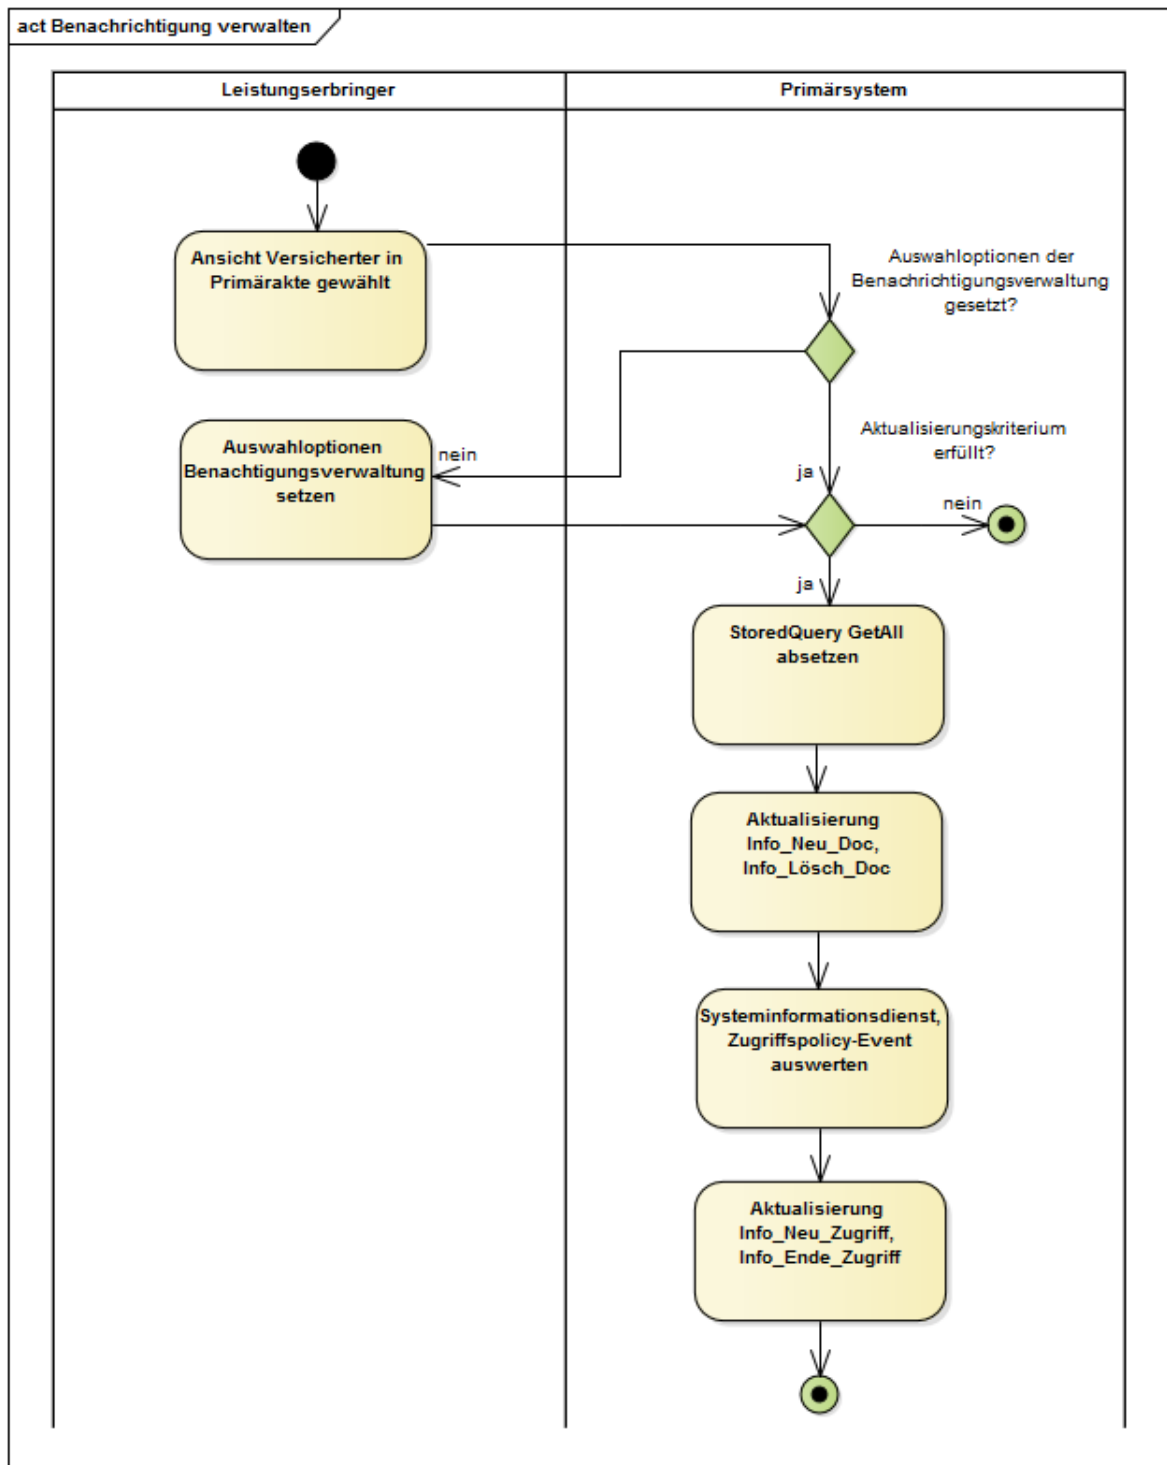 act Benachrichtigung verwalten
Leistungserbringer
Primärsystem
Ansicht Versicherter in
Primärakte gewählt
Auswahloptionen der
Benachrichtigungsverwaltung
gesetzt?
Auswahloptionen
Benachtigungsverwaltung
setzen
nein
Aktualisierungskriterium
erfüllt?
ja
nein
ja
StoredQuery GetAll
absetzen
Aktualisierung
Info_Neu_Doc,
Info_Lösch_Doc
Systeminformationsdienst,
Zugriffspolicy-Event
auswerten
Aktualisierung
Info_Neu_Zugriff,
Info_Ende_Zugriff